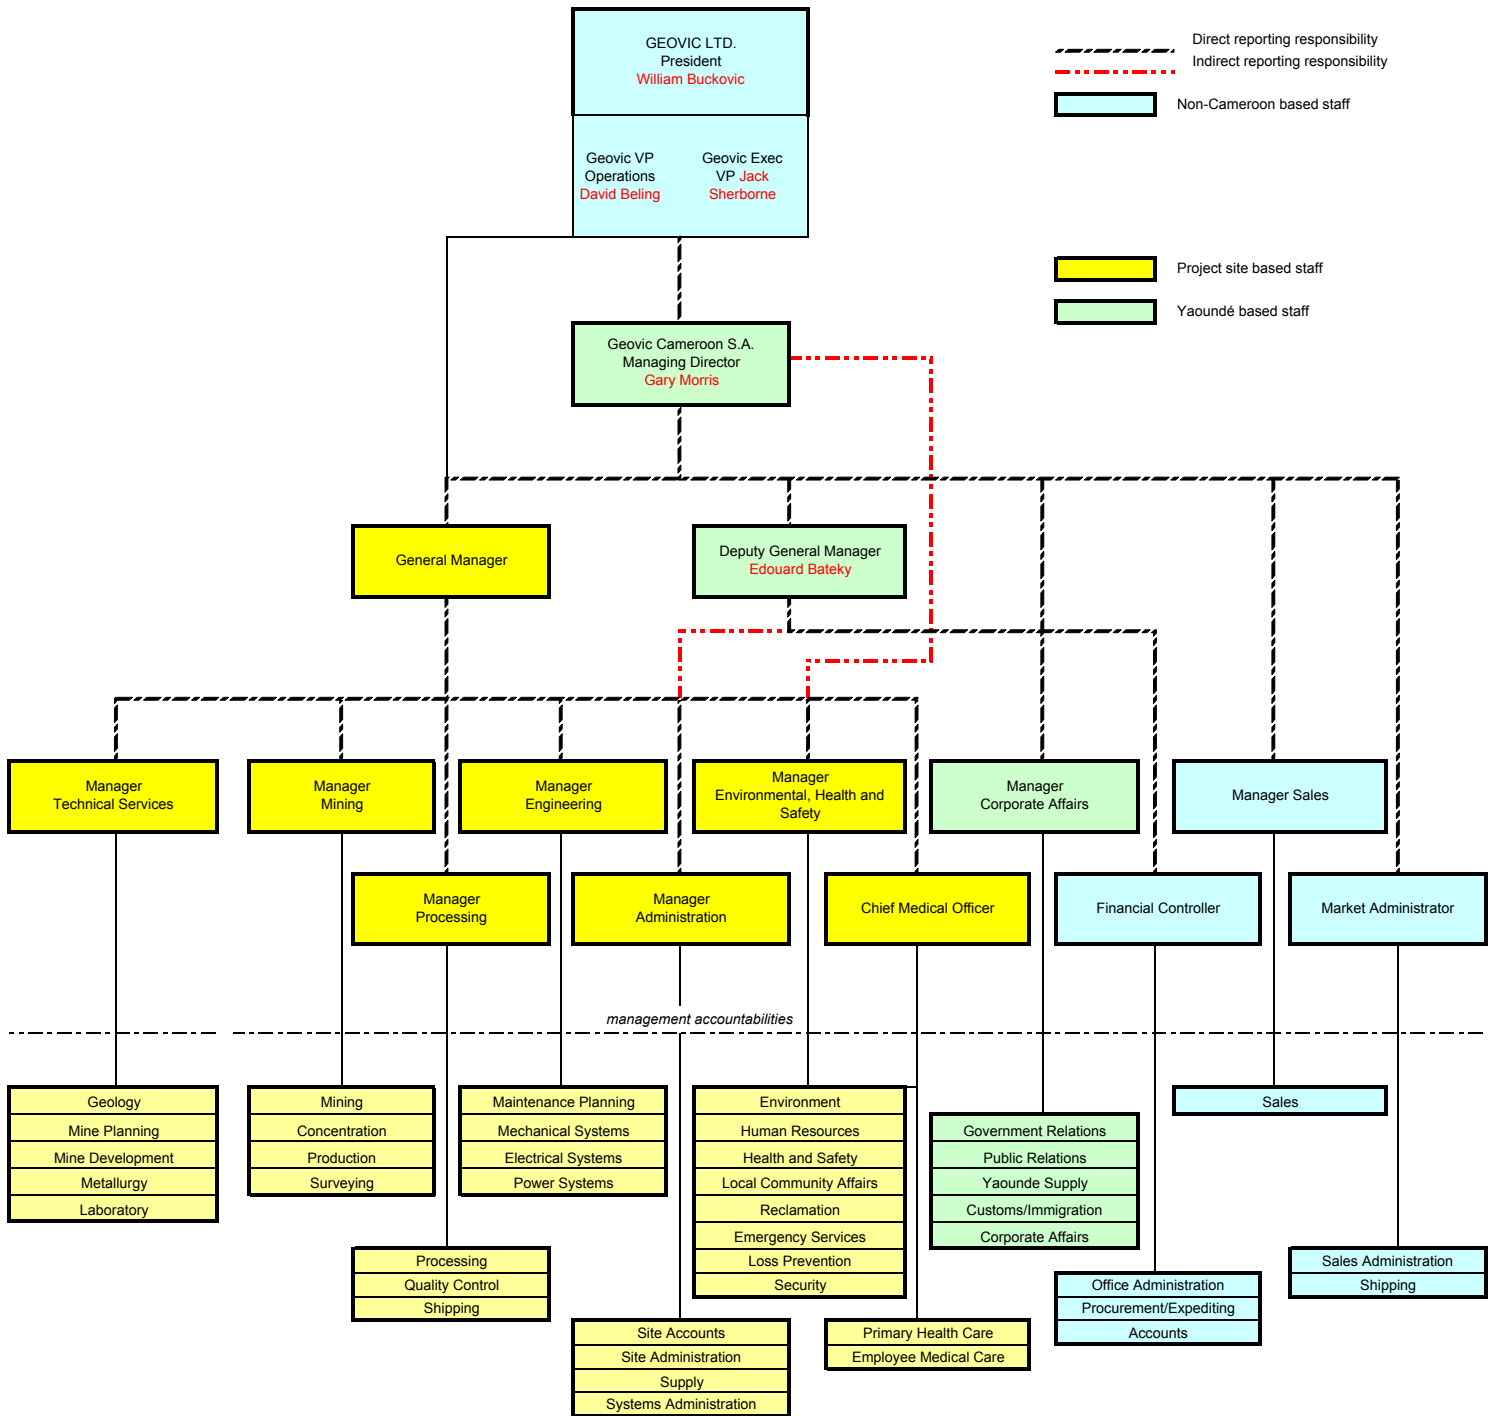 GEOVIC LTD.
President
William Buckovic
Direct reporting responsibility
Indirect reporting responsibility
Non-Cameroon based staff
Geovic VP
Operations
David Beling
Geovic Exec
VP Jack
Sherborne
Project site based staff
Yaoundé based staff
Geovic Cameroon S.A.
Managing Director
Gary Morris
General Manager
Deputy General Manager
Edouard Bateky
Manager
Technical Services
Manager
Mining
Manager
Engineering
Manager
Environmental, Health and
Safety
Manager
Corporate Affairs
Manager Sales
Manager
Processing
Manager
Administration
Chief Medical Officer
Financial Controller
Market Administrator
management accountabilities
Geology
Mine Planning
Mine Development
Metallurgy
Laboratory
Mining
Concentration
Production
Surveying
Maintenance Planning
Mechanical Systems
Electrical Systems
Power Systems
Environment
Human Resources
Health and Safety
Local Community Affairs
Reclamation
Emergency Services
Loss Prevention
Security
Government Relations
Public Relations
Yaounde Supply
Customs/Immigration
Corporate Affairs
Sales
Processing
Quality Control
Shipping
Site Accounts
Site Administration
Supply
Systems Administration
Primary Health Care
Employee Medical Care
Office Administration
Procurement/Expediting
Accounts
Sales Administration
Shipping